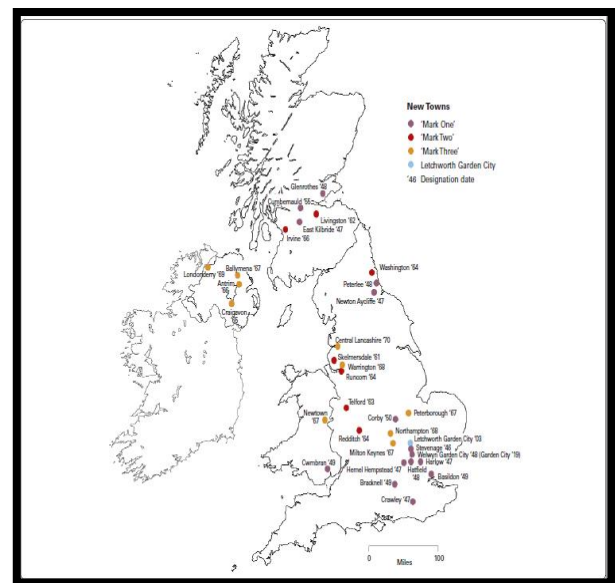 New Towns
'Mark One'
'Mark Two'
'Mark Three'
Letchworth Garden City
'46 Designation date
Glenrothes '48
Cumbernauld '55
Livingston '62
East Kilbride '47
Irvine '66
Londonderry '69
Ballymena '67
Antrim
'66
Craigavon
'65
Washington '64
Peterlee '48
Newton Aycliffe '47
Central Lancashire '70
Skelmersdale '61
Warrington '68
Runcorn '64
Telford '63
Newtown
'67
Corby '50
Peterborough '67
Northampton '68
Redditch '64
Letchworth Garden City '03
Stevenage '46
Milton Keynes '67
Welwyn Garden City '48 (Garden City '19)
Cwmbran '49
Hemel Hempstead '47
Harlow '47
Hatfield
'48
Basildon '49
Bracknell '49
Crawley '47
0 100
Miles